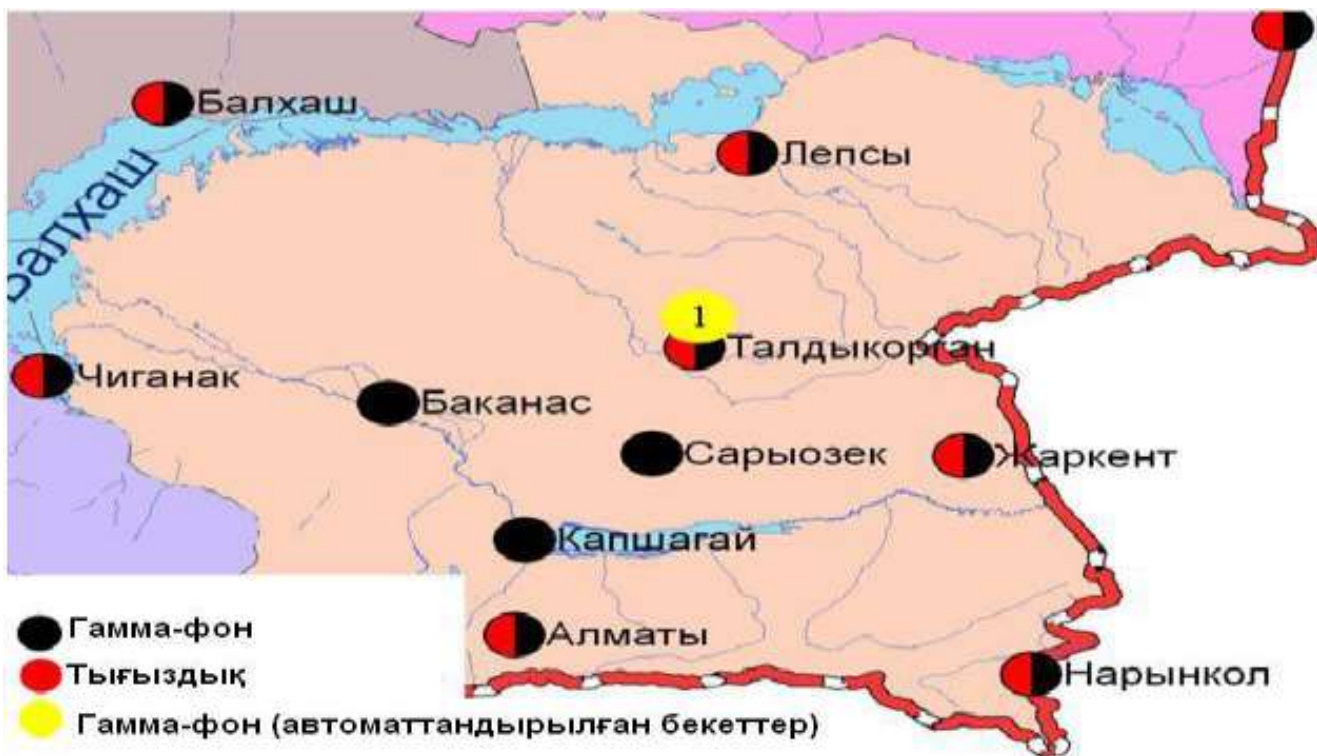 Балхаш
Лепсы
Балхаш
1
Талдыкорган
Чиганак
Баканас
Сарыозек
Жаркент
Капшагай
Гамма-фон
Алматы
Тығыздық
Нарынкол
Гамма-фон (автоматтандырылған бекеттер)